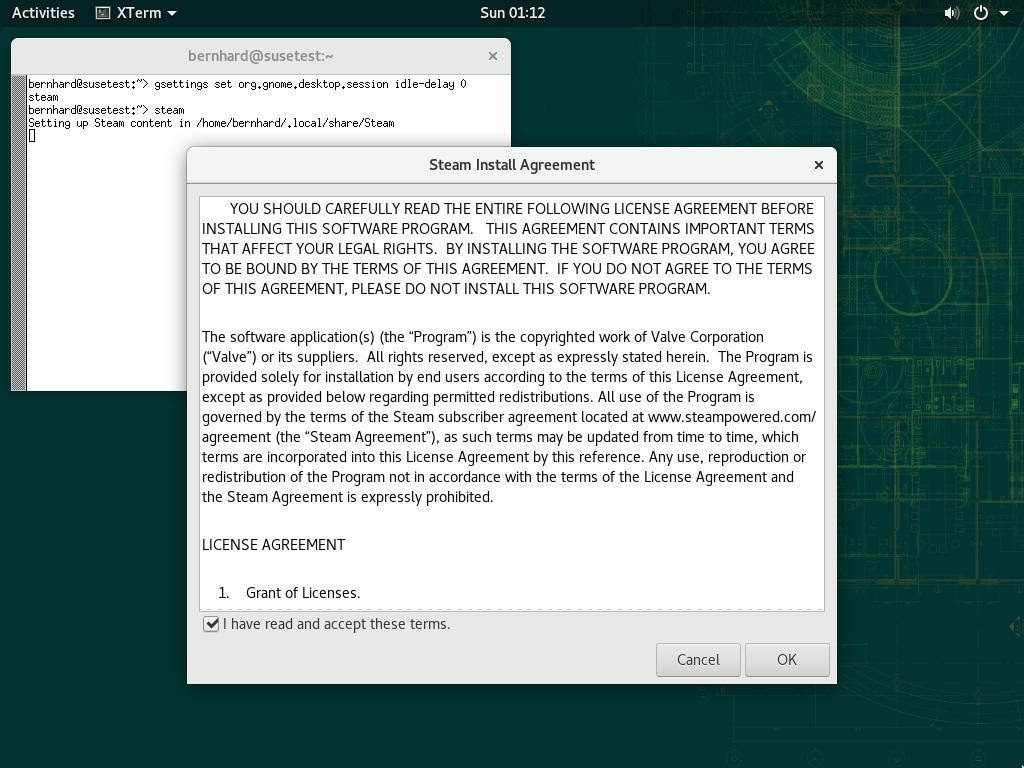 Activities XTerm Sun 01:12
bernhard@susetest:~
bernhard@susetest:~> gsettings set org.gnome.desktop.session idle-delay 0
steam
bernhard@susetest:~> steam
Setting up Steam content in /home/bernhard/.local/share/Steam
Steam Install Agreement
YOU SHOULD CAREFULLY READ THE ENTIRE FOLLOWING LICENSE AGREEMENT BEFORE
INSTALLING THIS SOFTWARE PROGRAM.   THIS AGREEMENT CONTAINS IMPORTANT TERMS
THAT AFFECT YOUR LEGAL RIGHTS.  BY INSTALLING THE SOFTWARE PROGRAM, YOU AGREE
TO BE BOUND BY THE TERMS OF THIS AGREEMENT.  IF YOU DO NOT AGREE TO THE TERMS
OF THIS AGREEMENT, PLEASE DO NOT INSTALL THIS SOFTWARE PROGRAM.
The software application(s) (the “Program”) is the copyrighted work of Valve Corporation
(“Valve”) or its suppliers.  All rights reserved, except as expressly stated herein.  The Program is
provided solely for installation by end users according to the terms of this License Agreement,
except as provided below regarding permitted redistributions. All use of the Program is
governed by the terms of the Steam subscriber agreement located at www.steampowered.com/
agreement (the “Steam Agreement”), as such terms may be updated from time to time, which
terms are incorporated into this License Agreement by this reference. Any use, reproduction or
redistribution of the Program not in accordance with the terms of the License Agreement and
the Steam Agreement is expressly prohibited.
LICENSE AGREEMENT
1. Grant of Licenses.
I have read and accept these terms.
Cancel OK